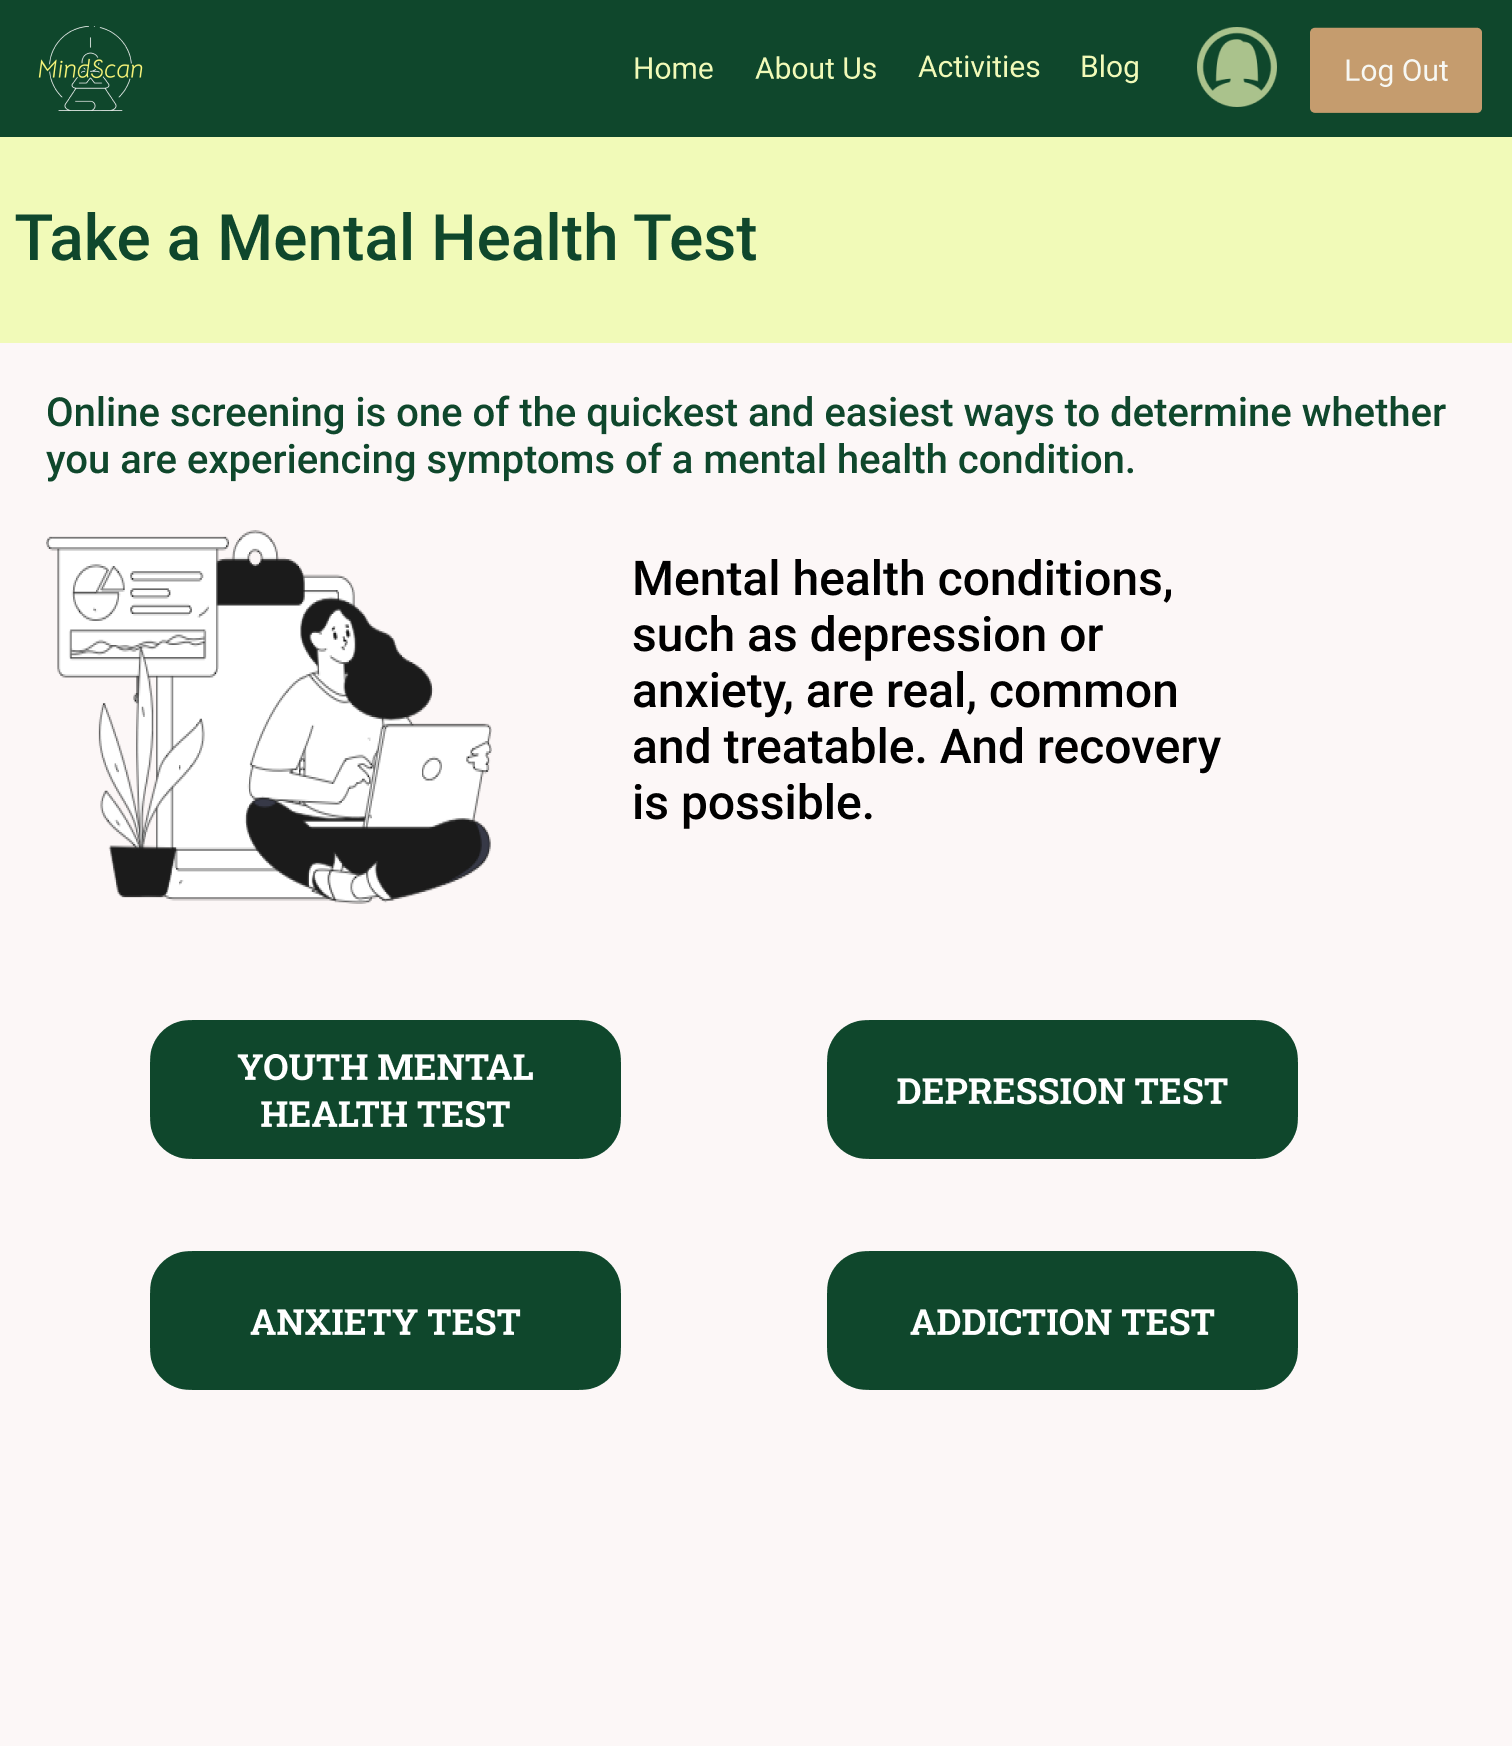 MindScan
Home
About Us
Activities
Blog
Log Out
Take a Mental Health Test
Online screening is one of the quickest and easiest ways to determine whether
you are experiencing symptoms of a mental health condition.
Mental health conditions,
such as depression or
anxiety, are real, common
and treatable. And recovery
is possible.
YOUTH MENTAL
HEALTH TEST
DEPRESSION TEST
ANXIETY TEST
ADDICTION TEST